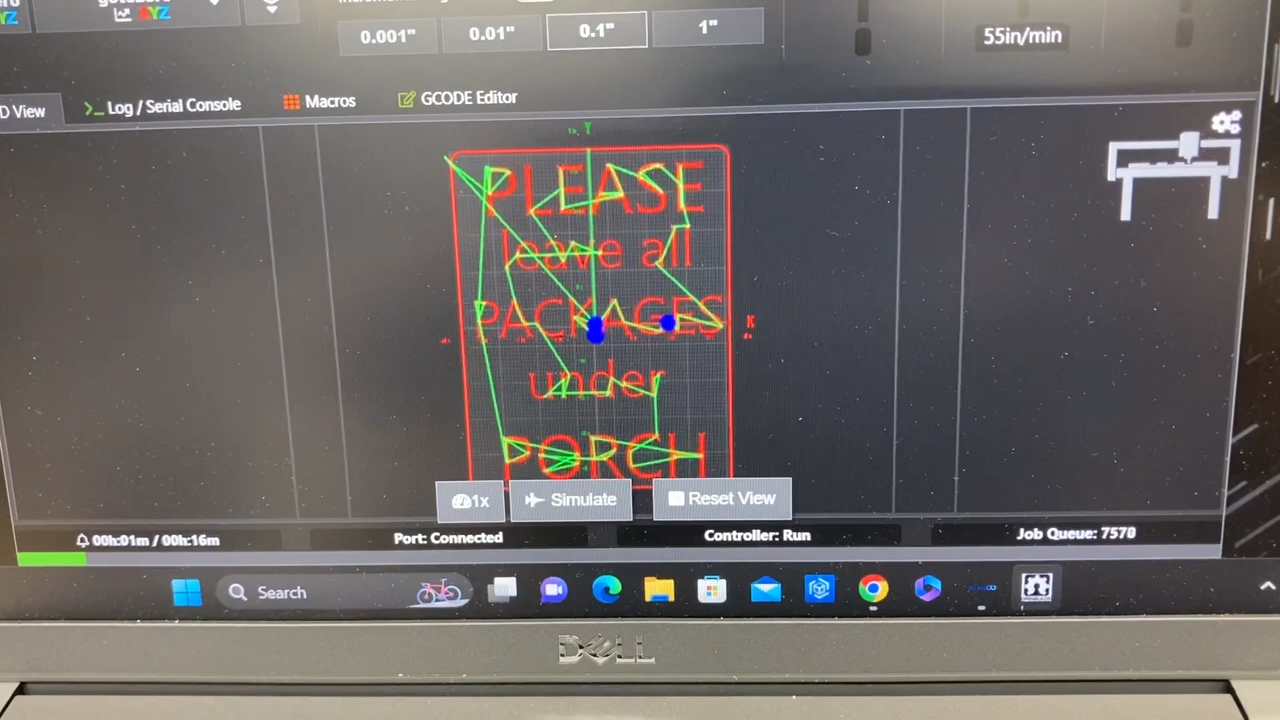 XYZ
0.001"
0.01"
0.1"
1"
55in/min
D View
Log / Serial Console
Macros
GCODE Editor
Y
PLEASE
leave all
PACKAGES
X
under
PORCH
1x
Simulate
Reset View
00h:01m / 00h:16m
Port: Connected
Controller: Run
Job Queue: 7570
Search
DELL